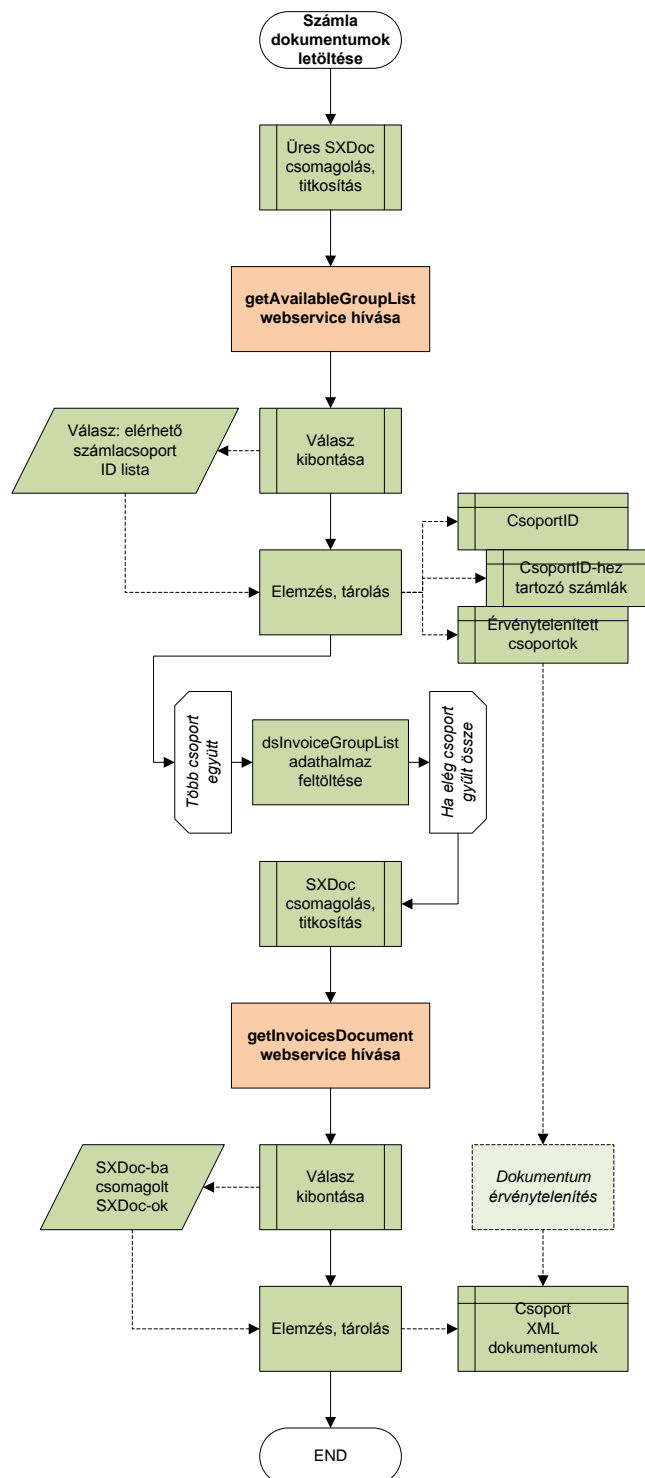 Számla
dokumentumok
letöltése
Üres SXDoc
csomagolás,
titkosítás
getAvailableGroupList
webservice hívása
Válasz: elérhető
számlacsoport
ID lista
Válasz
kibontása
CsoportID
CsoportID-hez
tartozó számlák
Elemzés, tárolás
Érvénytelenített
csoportok
Több csoport
együtt
dsInvoiceGroupList
adathalmaz
feltöltése
Ha elég csoport
gyűlt össze
SXDoc
csomagolás,
titkosítás
getInvoicesDocument
webservice hívása
SXDoc-ba
csomagolt
SXDoc-ok
Válasz
kibontása
Dokumentum
érvénytelenítés
Elemzés, tárolás
Csoport
XML
dokumentumok
END